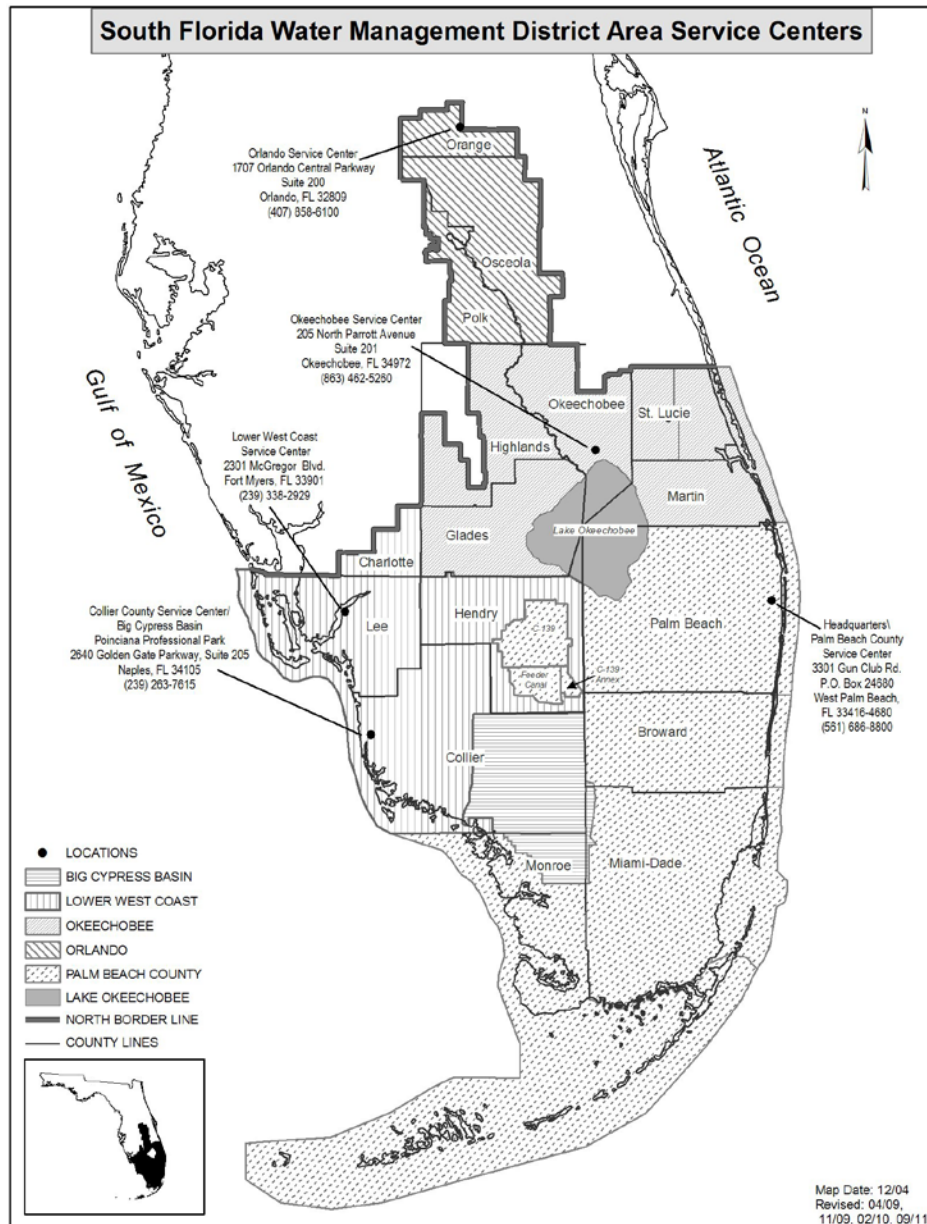 South Florida Water Management District Area Service Centers
N
Orlando Service Center
1707 Orlando Central Parkway
Suite 200
Orlando, FL 32809
(407) 858-6100
Orange
Atlantic Ocean
Osceola
Polk
Okeechobee Service Center
205 North Parrott Avenue
Suite 201
Okeechobee, FL 34972
(863) 462-5260
Gulf of Mexico
Okeechobee
St. Lucie
Highlands
Lower West Coast
Service Center
2301 McGregor Blvd.
Fort Myers, FL 33901
(239) 338-2929
Martin
Glades
Lake Okeechobee
Charlotte
Collier County Service Center/
Big Cypress Basin
Poinciana Professional Park
2640 Golden Gate Parkway, Suite 205
Naples, FL 34105
(239) 263-7615
Lee
Hendry
C-139
Feeder
Canal
C-139
Annex
Palm Beach
Headquarters\
Palm Beach County
Service Center
3301 Gun Club Rd.
P.O. Box 24680
West Palm Beach,
FL 33416-4680
(561) 686-8800
Broward
Collier
Monroe
Miami-Dade
LOCATIONS
BIG CYPRESS BASIN
LOWER WEST COAST
OKEECHOBEE
ORLANDO
PALM BEACH COUNTY
LAKE OKEECHOBEE
NORTH BORDER LINE
COUNTY LINES
Map Date: 12/04
Revised: 04/09,
11/09, 02/10, 09/11